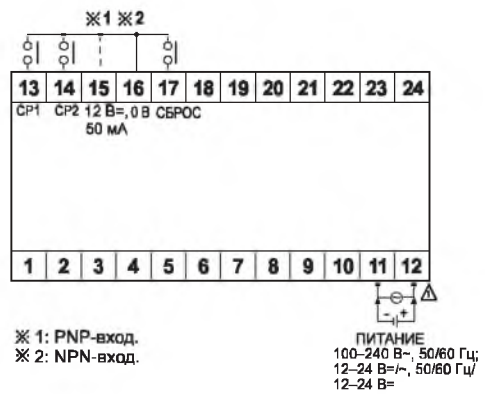 ※1 ※2
13 14 15 16 17 18 19 20 21 22 23 24
CP1 CP2 12 В=, 0 В СБРОС
50 мА
1 2 3 4 5 6 7 8 9 10 11 12
- +
※ 1: PNP-вход.
※ 2: NPN-вход.
ПИТАНИЕ
100–240 В~, 50/60 Гц;
12–24 В=/~, 50/60 Гц/
12–24 В=